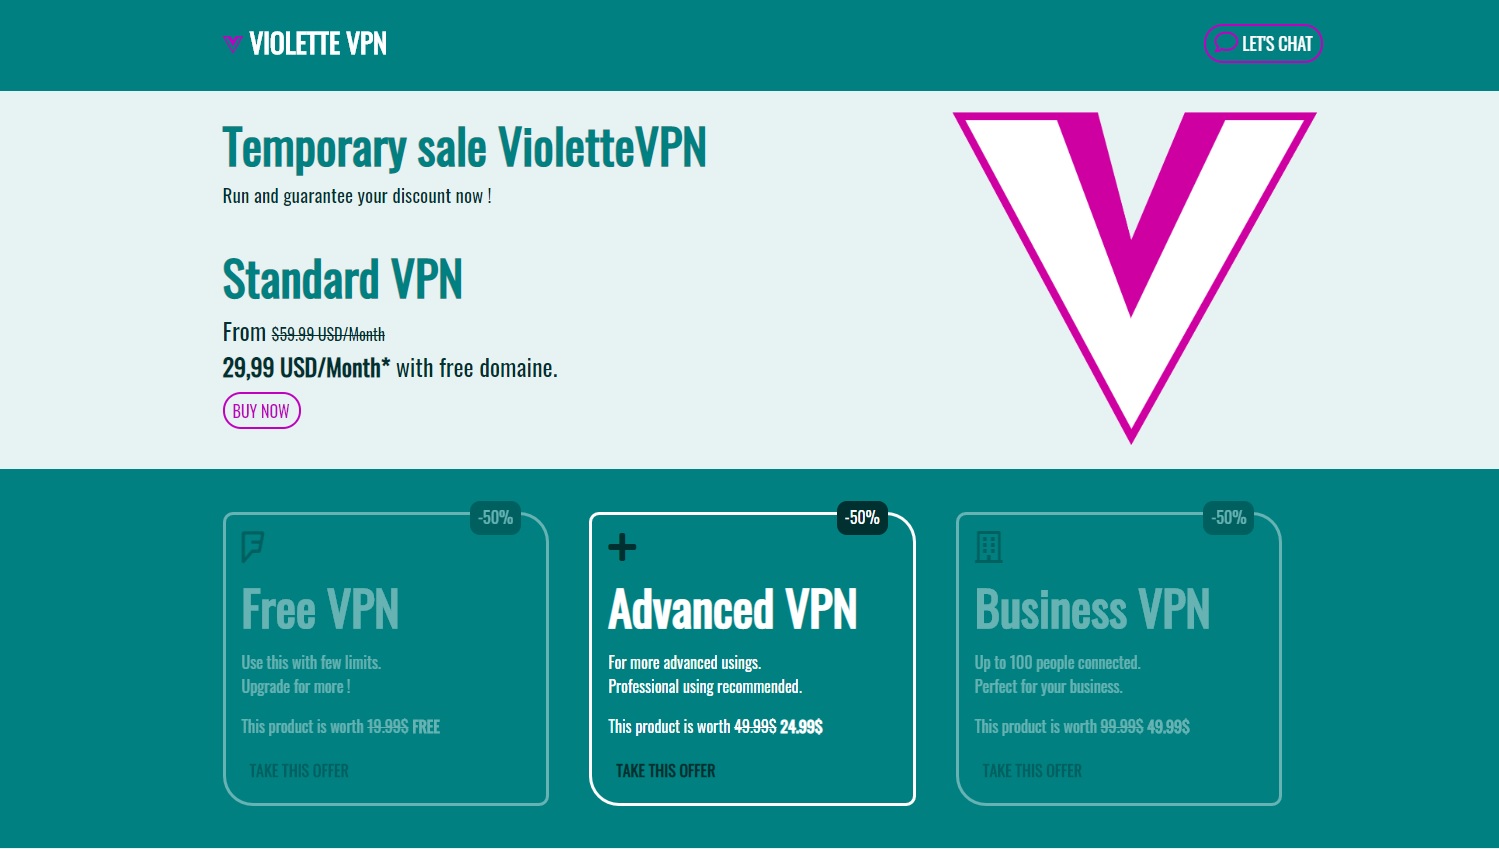 VIOLETTE VPN
LET'S CHAT
Temporary sale VioletteVPN
Run and guarantee your discount now !
Standard VPN
From $59.99 USD/Month
29,99 USD/Month* with free domaine.
BUY NOW
-50%
Free VPN
Use this with few limits.
Upgrade for more !
This product is worth 19.99$ FREE
TAKE THIS OFFER
-50%
Advanced VPN
For more advanced usings.
Professional using recommended.
This product is worth 49.99$ 24.99$
TAKE THIS OFFER
-50%
Business VPN
Up to 100 people connected.
Perfect for your business.
This product is worth 99.99$ 49.99$
TAKE THIS OFFER